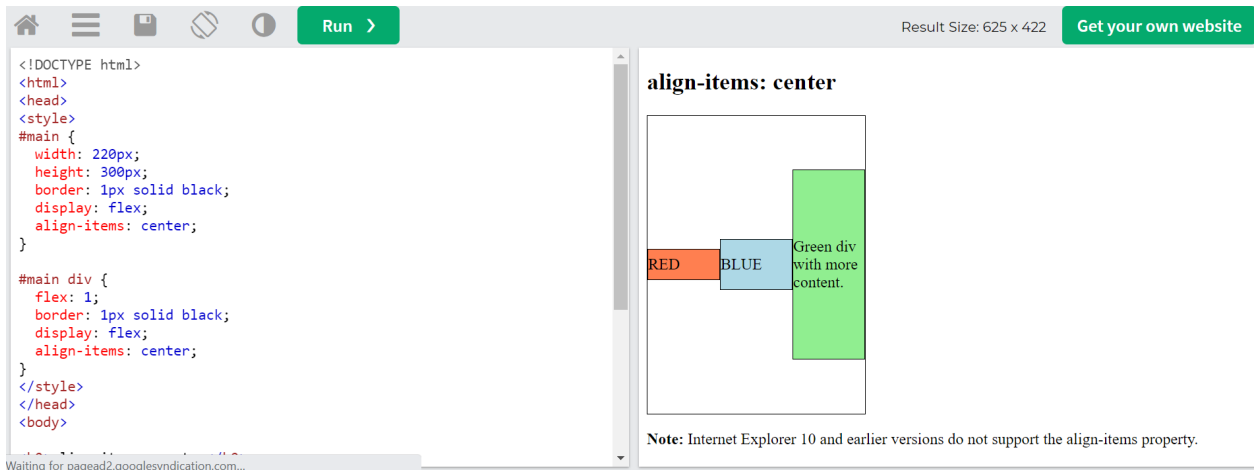 Run ❯
Result Size: 625 x 422
Get your own website
<!DOCTYPE html>
<html>
<head>
<style>
#main {
  width: 220px;
  height: 300px;
  border: 1px solid black;
  display: flex;
  align-items: center;
}
#main div {
  flex: 1;
  border: 1px solid black;
  display: flex;
  align-items: center;
}
</style>
</head>
<body>
Waiting for pagead2.googlesyndication.com...
align-items: center
RED
BLUE
Green div
with more
content.
Note: Internet Explorer 10 and earlier versions do not support the align-items property.